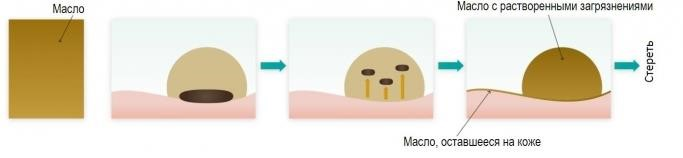 Масло
Масло с растворенными загрязнениями
Стереть
Масло, оставшееся на коже